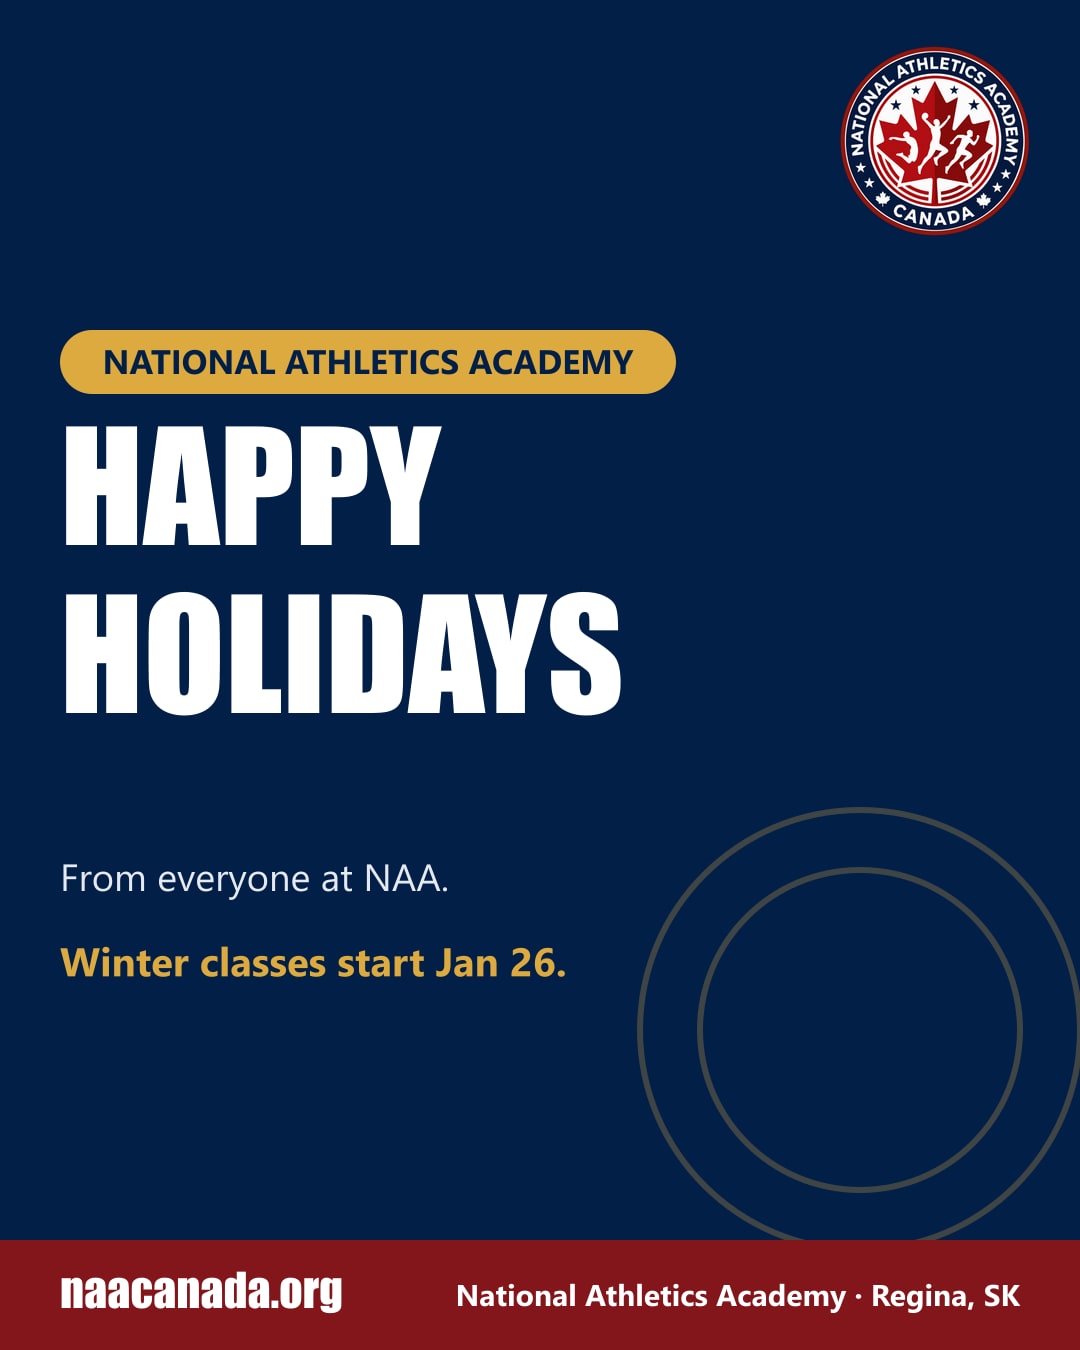 NATIONAL ATHLETICS ACADEMY
CANADA
NATIONAL ATHLETICS ACADEMY
HAPPY
HOLIDAYS
From everyone at NAA.
Winter classes start Jan 26.
naacanada.org
National Athletics Academy · Regina, SK